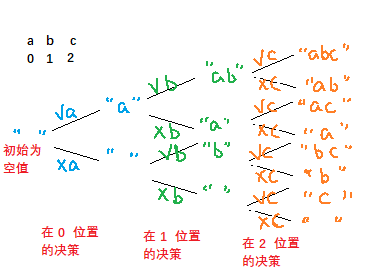 a b c
0 1 2
" "
初始为
空值
√a
xa
"a"
" "
√b
xb
√b
xb
"ab"
"a"
"b"
" "
√c
xc
√c
xc
√c
xc
√c
xc
"abc"
"ab"
"ac"
"a"
"bc"
"b"
"c"
" "
在 0 位置
的决策
在 1 位置
的决策
在 2 位置
的决策